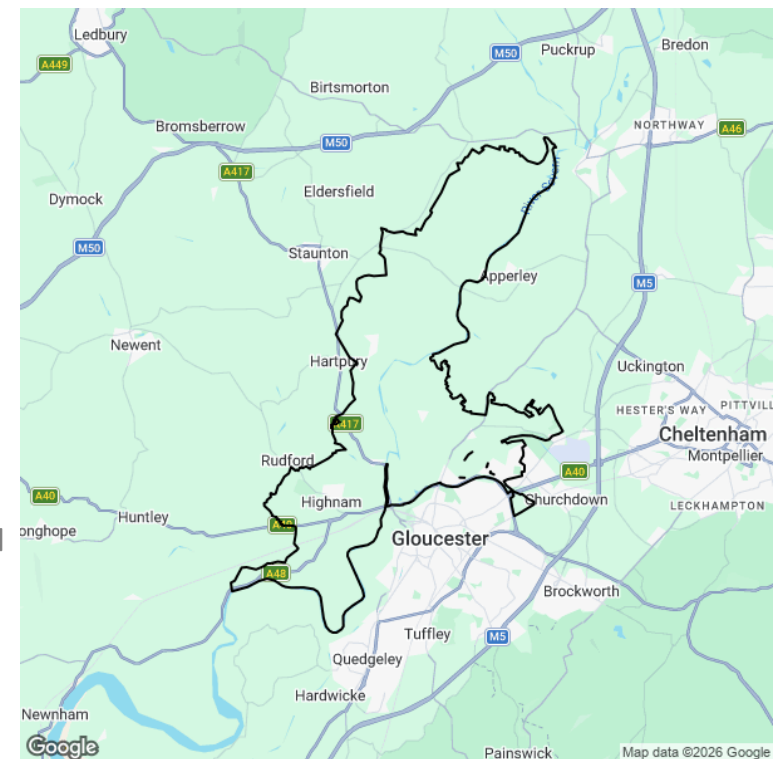 Ledbury
Puckrup
Bredon
A449
M50
Birtsmorton
NORTHWAY
A46
Bromsberrow
M50
A417
Dymock
Eldersfield
M50
Staunton
Apperley
M5
Newent
Hartpury
Uckington
PITTVILL
HESTER'S WAY
A417
Cheltenham
Montpellier
Rudford
A40
A40
Highnam
Churchdown
LECKHAMPTON
Huntley
onghope
Gloucester
A48
Brockworth
Tuffley
M5
Quedgeley
Hardwicke
Newnham
Painswick
Google
Map data ©2026 Google